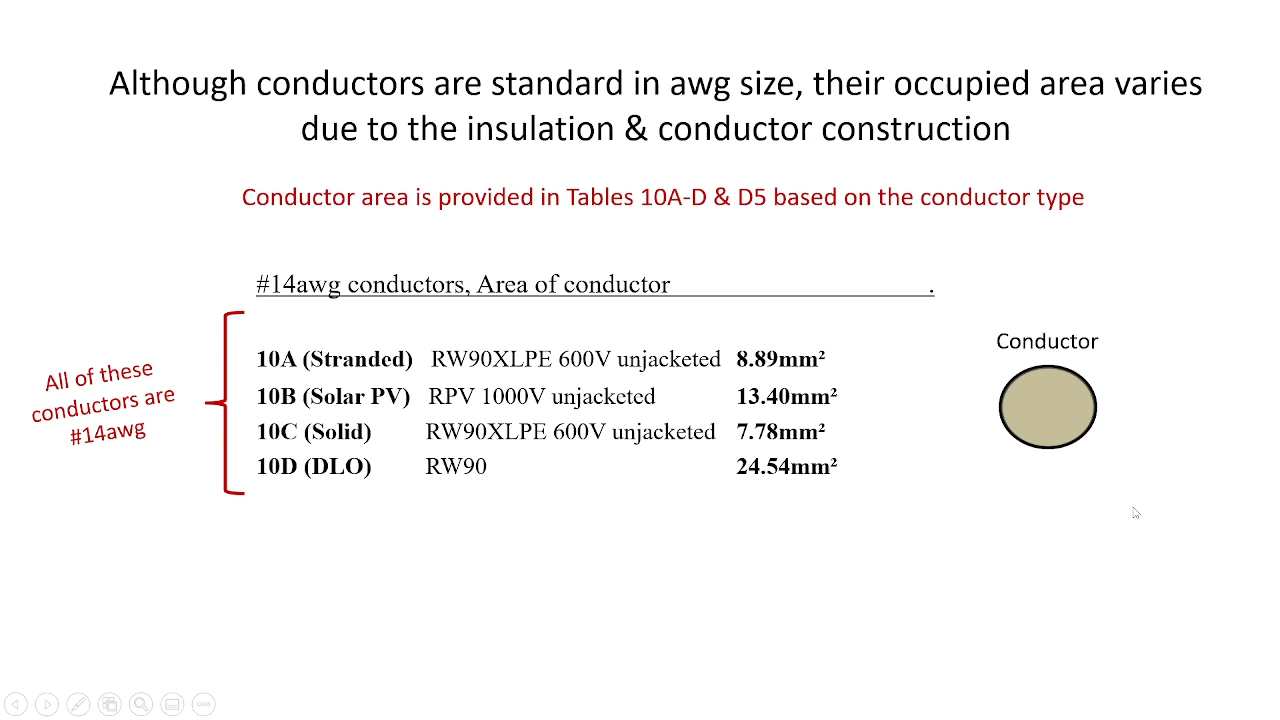 Although conductors are standard in awg size, their occupied area varies
due to the insulation & conductor construction
Conductor area is provided in Tables 10A-D & D5 based on the conductor type
#14awg conductors, Area of conductor .
All of these
conductors are
#14awg
10A (Stranded) RW90XLPE 600V unjacketed 8.89mm²
10B (Solar PV) RPV 1000V unjacketed 13.40mm²
10C (Solid) RW90XLPE 600V unjacketed 7.78mm²
10D (DLO) RW90 24.54mm²
Conductor